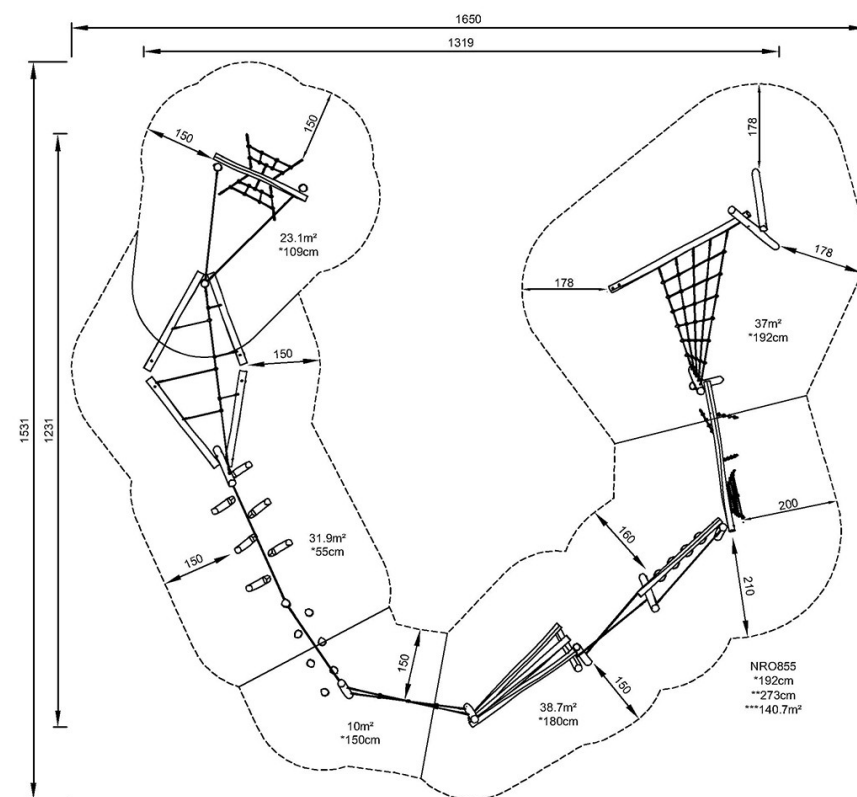 1650
1319
1531
1231
150
150
178
178
178
23.1m²
*109cm
37m²
*192cm
150
200
31.9m²
*55cm
150
160
210
150
150
10m²
*150cm
38.7m²
*180cm
NRO855
*192cm
**273cm
***140.7m²